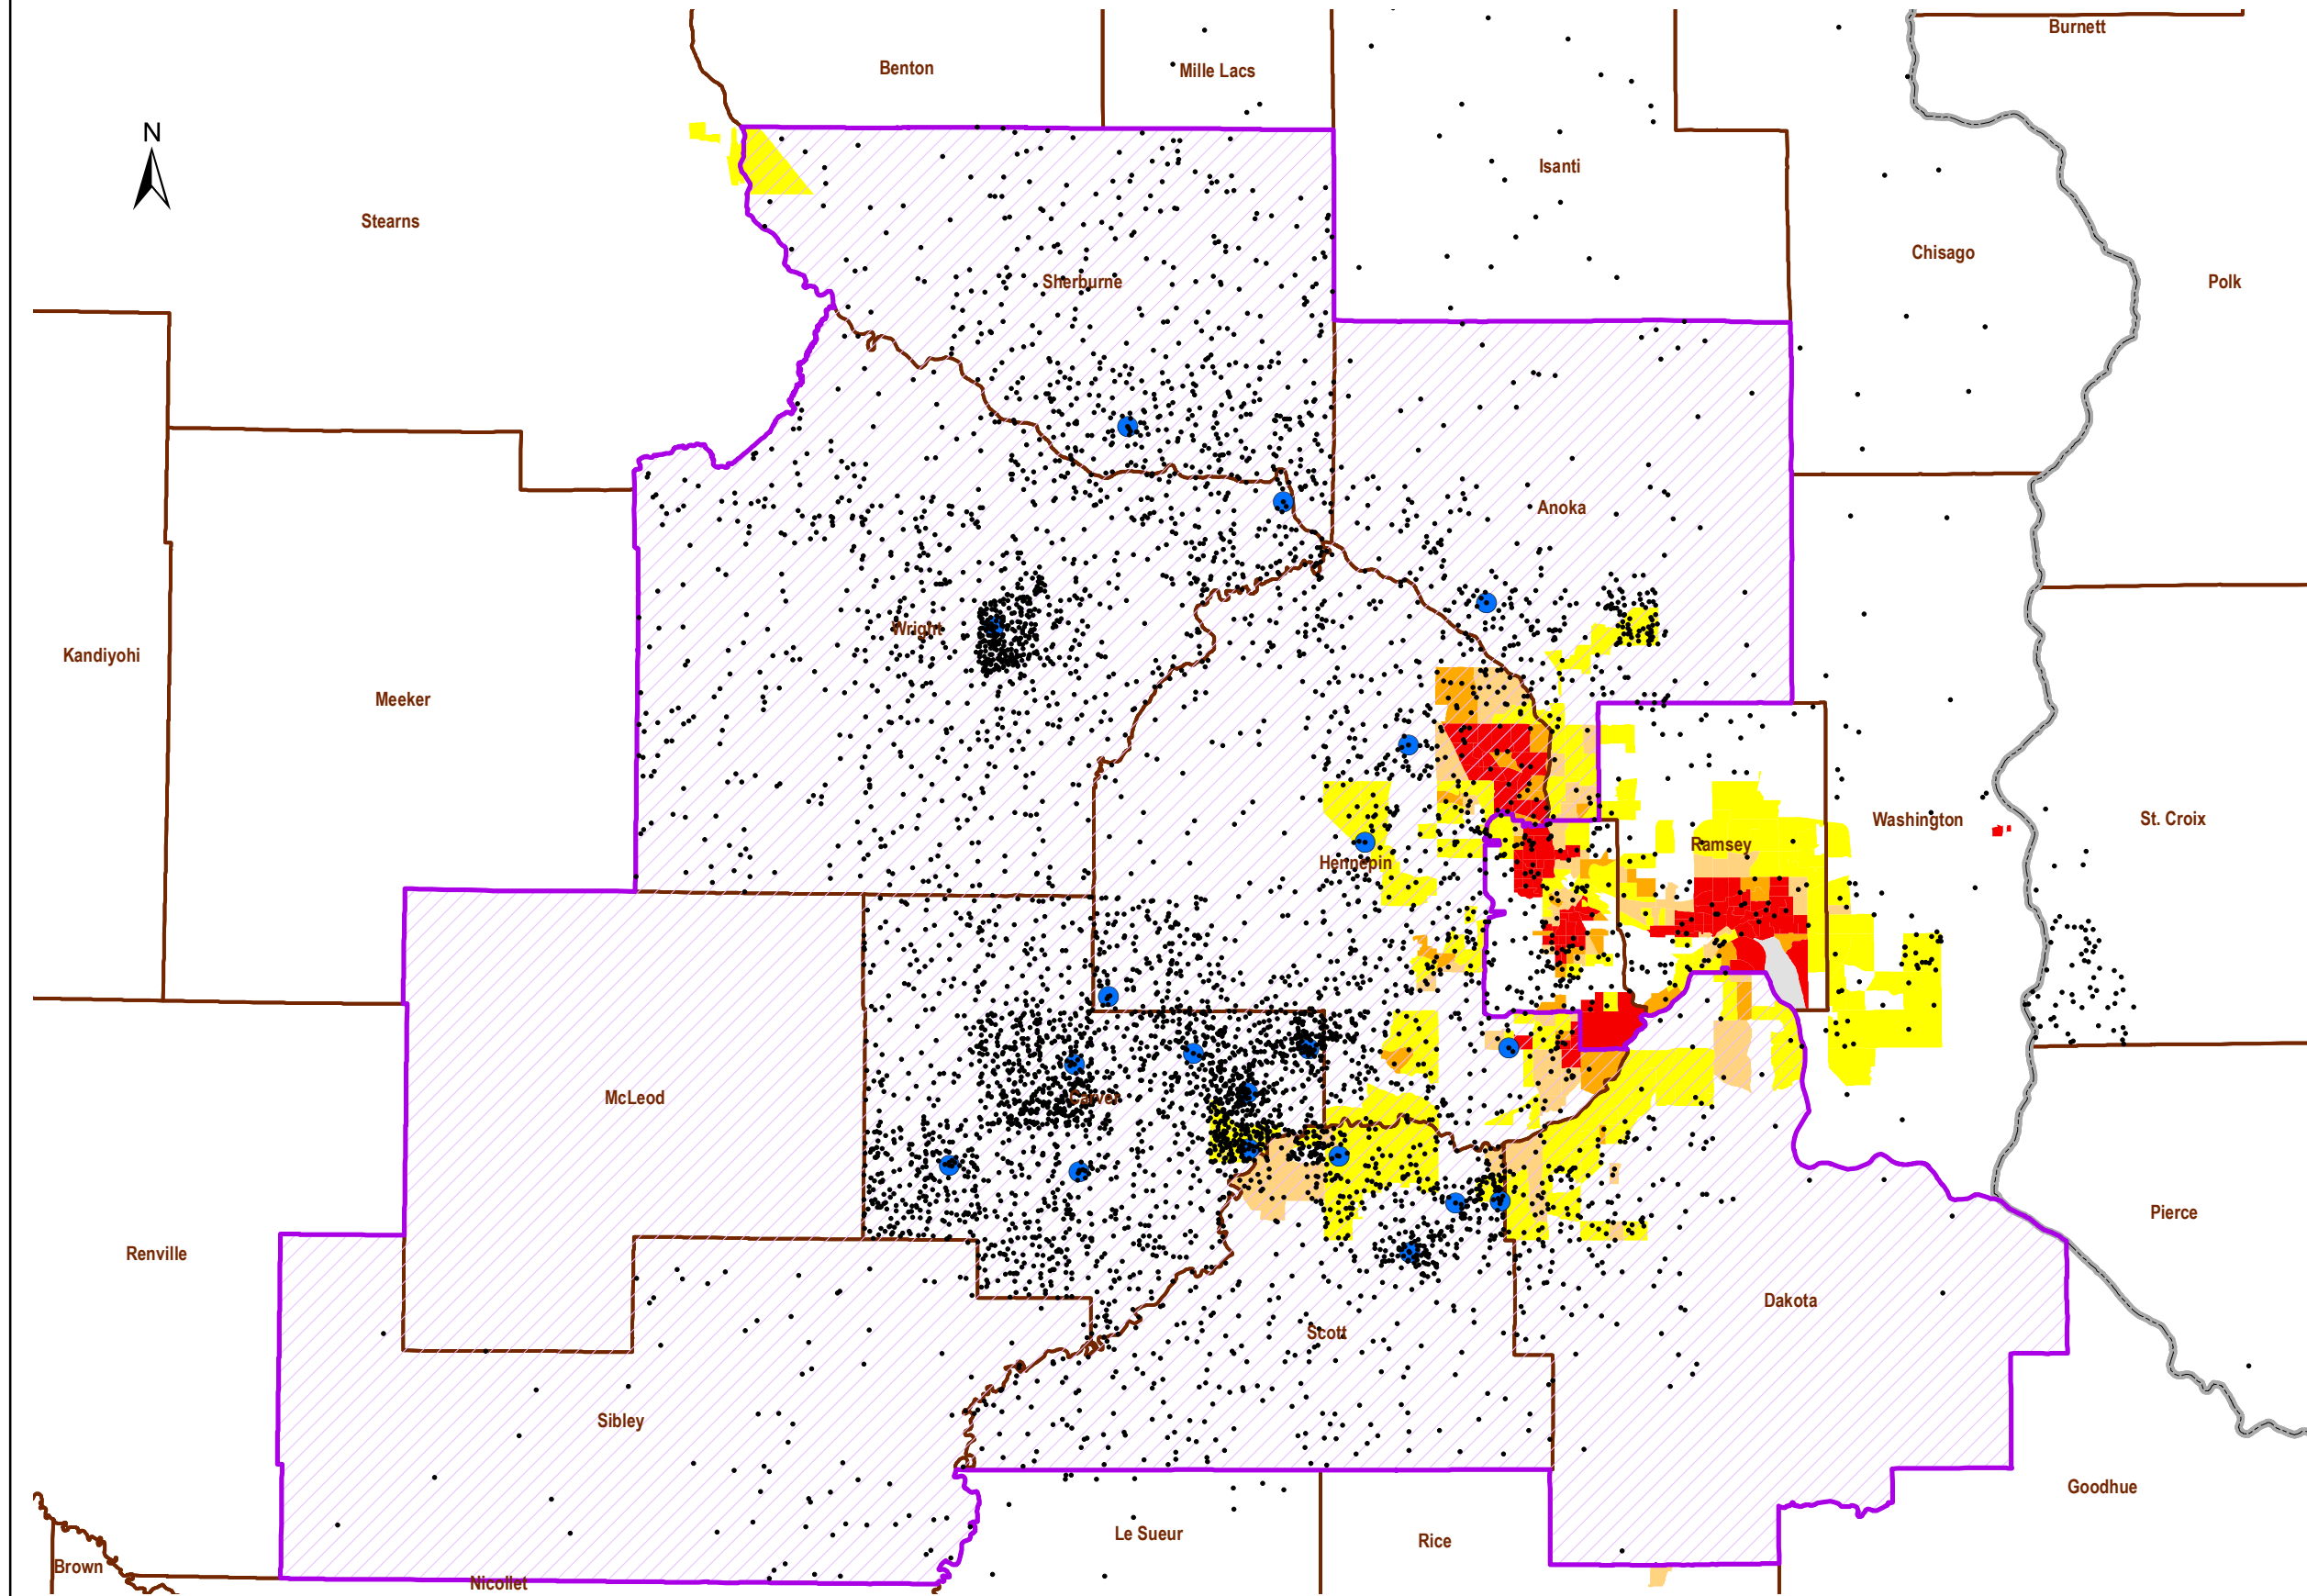 Burnett
Benton
Mille Lacs
N
Isanti
Stearns
Chisago
Sherburne
Polk
Anoka
Wright
Kandiyohi
Meeker
Washington
St. Croix
Ramsey
Hennepin
McLeod
Carver
Pierce
Renville
Dakota
Scott
Sibley
Goodhue
Le Sueur
Rice
Brown
Nicollet